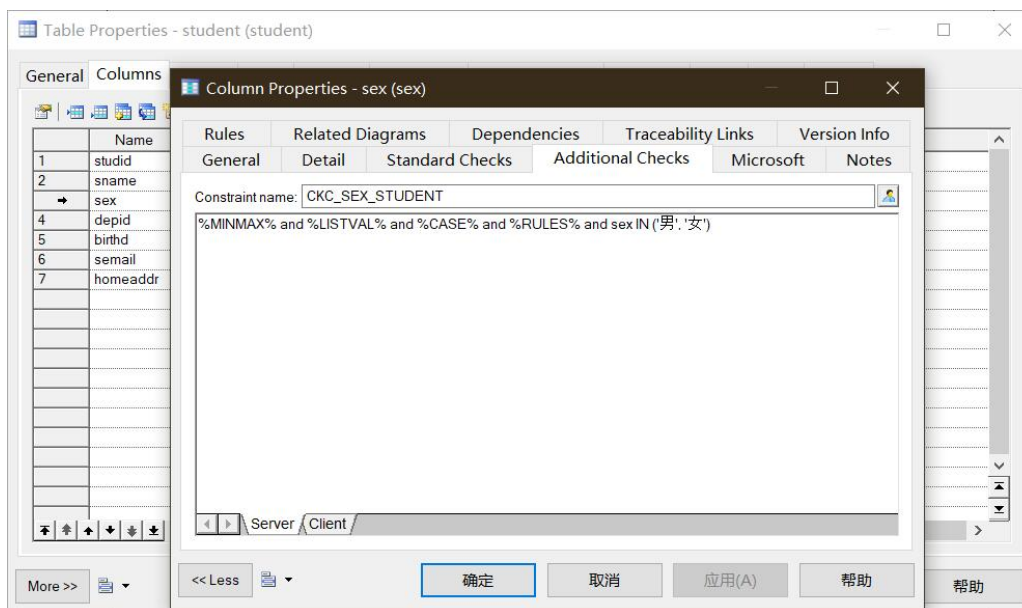 Table Properties - student (student)
General Columns
Column Properties - sex (sex)
Rules Related Diagrams Dependencies Traceability Links Version Info
General Detail Standard Checks Additional Checks Microsoft Notes
Name
1 studid
2 sname
sex
4 depid
5 birthd
6 semail
7 homeaddr
Constraint name: CKC_SEX_STUDENT
%MINMAX% and %LISTVAL% and %CASE% and %RULES% and sex IN ('男'. '女')
Server Client
<< Less 确定 取消 应用(A) 帮助
More >> 帮助